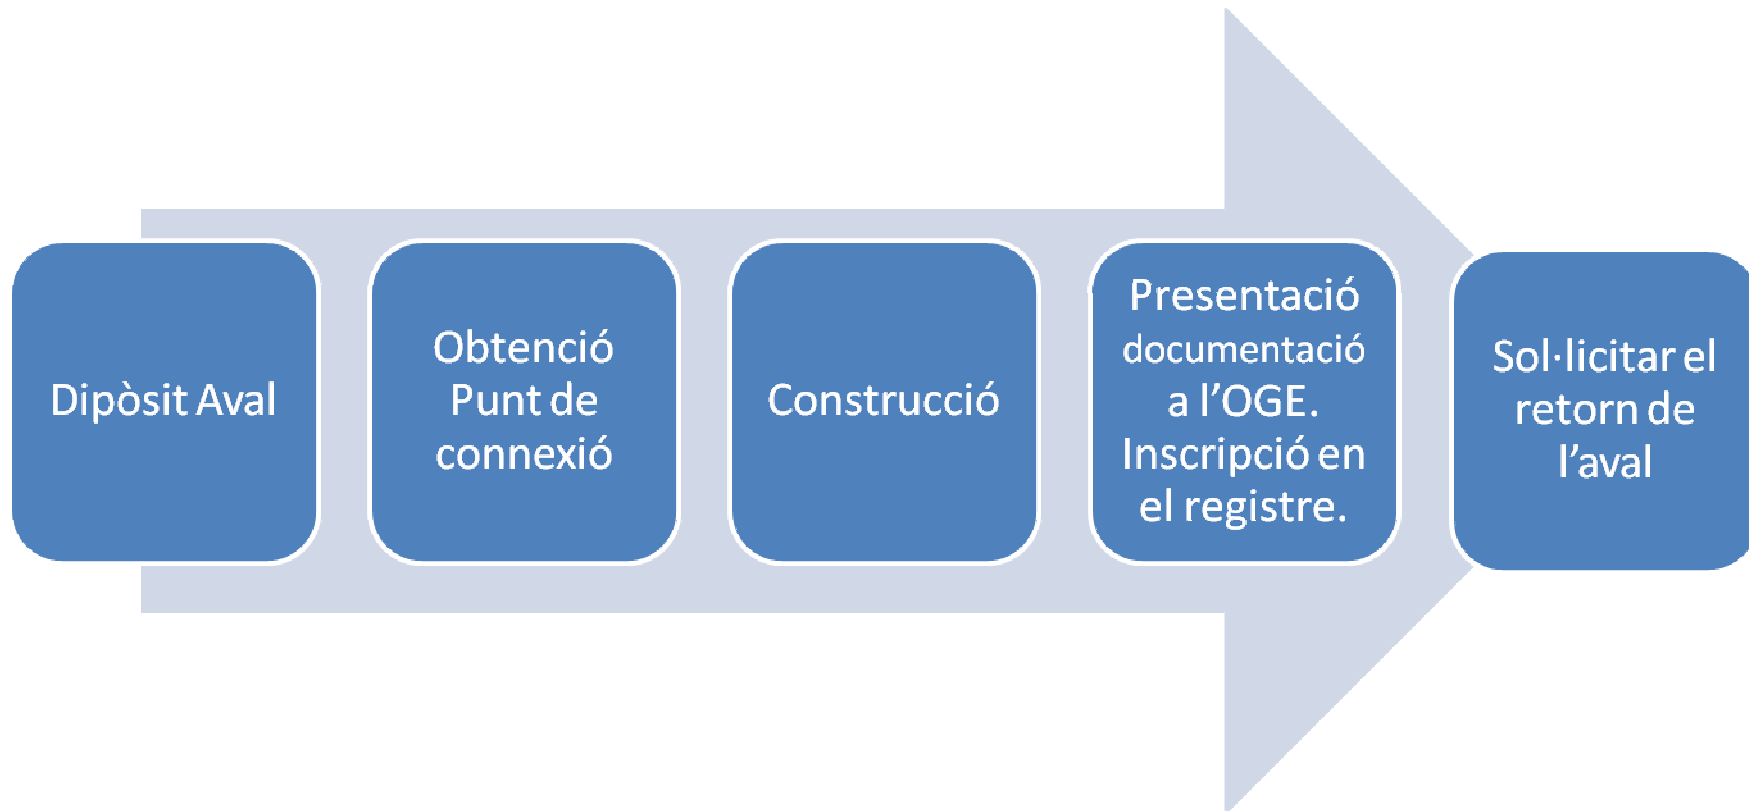 Dipòsit Aval
Obtenció
Punt de
connexió
Construcció
Presentació
documentació
a l’OGE.
Inscripció en
el registre.
Sol·licitar el
retorn de
l’aval